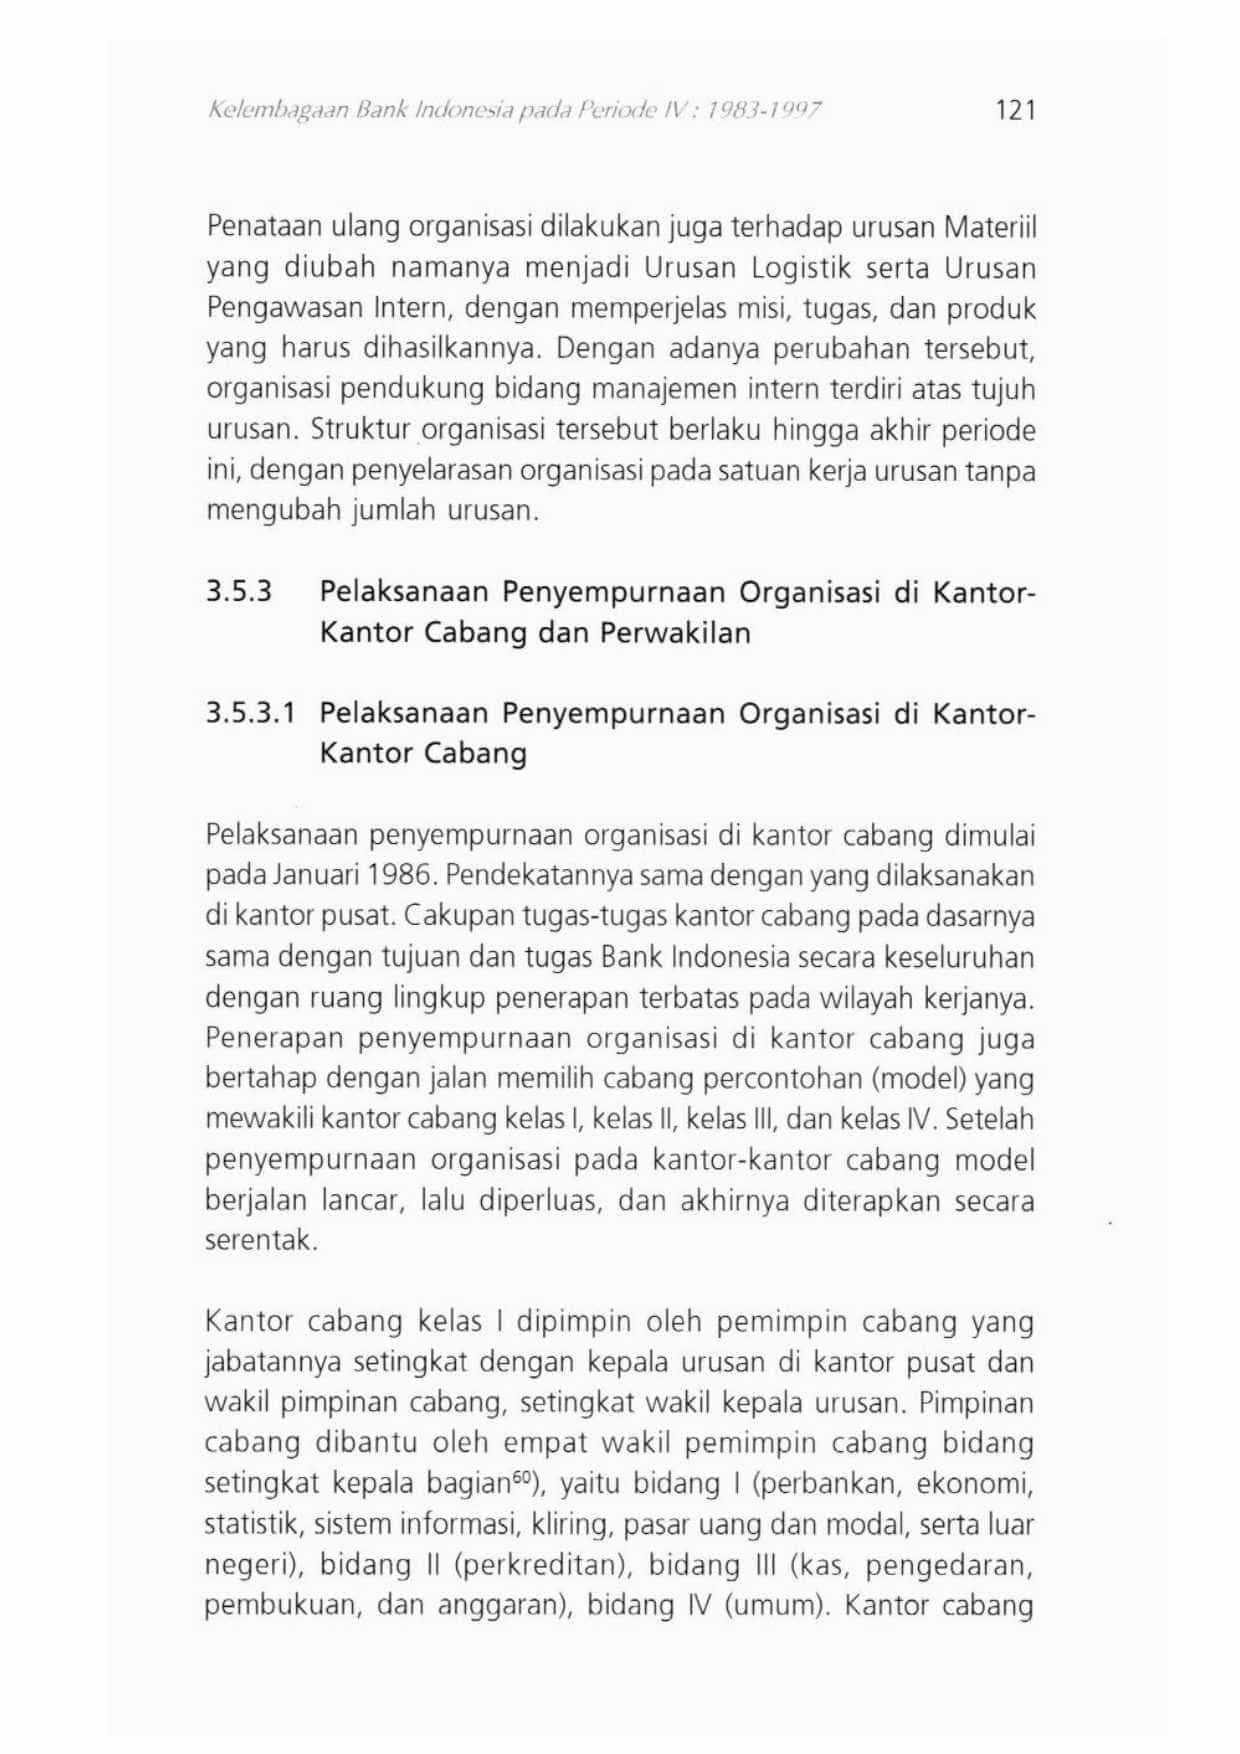 Kelembagaan Bank Indonesia pada Periode IV : 1983-1997 121
Penataan ulang organisasi dilakukan juga terhadap urusan Materiil
yang diubah namanya menjadi Urusan Logistik serta Urusan
Pengawasan Intern, dengan memperjelas misi, tugas, dan produk
yang harus dihasilkannya. Dengan adanya perubahan tersebut,
organisasi pendukung bidang manajemen intern terdiri atas tujuh
urusan. Struktur organisasi tersebut berlaku hingga akhir periode
ini, dengan penyelarasan organisasi pada satuan kerja urusan tanpa
mengubah jumlah urusan.
3.5.3 Pelaksanaan Penyempurnaan Organisasi di Kantor-
Kantor Cabang dan Perwakilan
3.5.3.1 Pelaksanaan Penyempurnaan Organisasi di Kantor-
Kantor Cabang
Pelaksanaan penyempurnaan organisasi di kantor cabang dimulai
pada Januari 1986. Pendekatannya sama dengan yang dilaksanakan
di kantor pusat. Cakupan tugas-tugas kantor cabang pada dasarnya
sama dengan tujuan dan tugas Bank Indonesia secara keseluruhan
dengan ruang lingkup penerapan terbatas pada wilayah kerjanya.
Penerapan penyempurnaan organisasi di kantor cabang juga
bertahap dengan jalan memilih cabang percontohan (model) yang
mewakili kantor cabang kelas I, kelas II, kelas III, dan kelas IV. Setelah
penyempurnaan organisasi pada kantor-kantor cabang model
berjalan lancar, lalu diperluas, dan akhirnya diterapkan secara
serentak.
Kantor cabang kelas I dipimpin oleh pemimpin cabang yang
jabatannya setingkat dengan kepala urusan di kantor pusat dan
wakil pimpinan cabang, setingkat wakil kepala urusan. Pimpinan
cabang dibantu oleh empat wakil pemimpin cabang bidang
setingkat kepala bagian⁶⁰), yaitu bidang I (perbankan, ekonomi,
statistik, sistem informasi, kliring, pasar uang dan modal, serta luar
negeri), bidang II (perkreditan), bidang III (kas, pengedaran,
pembukuan, dan anggaran), bidang IV (umum). Kantor cabang